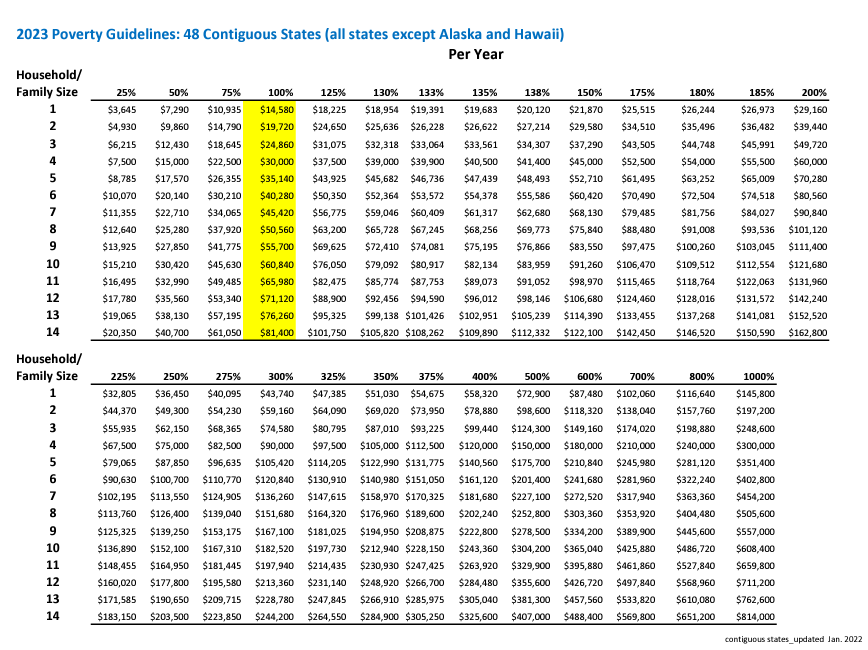 2023 Poverty Guidelines: 48 Contiguous States (all states except Alaska and Hawaii)
Per Year
Household/
Family Size 25% 50% 75% 100% 125% 130% 133% 135% 138% 150% 175% 180% 185% 200%
1 $3,645 $7,290 $10,935 $14,580 $18,225 $18,954 $19,391 $19,683 $20,120 $21,870 $25,515 $26,244 $26,973 $29,160
2 $4,930 $9,860 $14,790 $19,720 $24,650 $25,636 $26,228 $26,622 $27,214 $29,580 $34,510 $35,496 $36,482 $39,440
3 $6,215 $12,430 $18,645 $24,860 $31,075 $32,318 $33,064 $33,561 $34,307 $37,290 $43,505 $44,748 $45,991 $49,720
4 $7,500 $15,000 $22,500 $30,000 $37,500 $39,000 $39,900 $40,500 $41,400 $45,000 $52,500 $54,000 $55,500 $60,000
5 $8,785 $17,570 $26,355 $35,140 $43,925 $45,682 $46,736 $47,439 $48,493 $52,710 $61,495 $63,252 $65,009 $70,280
6 $10,070 $20,140 $30,210 $40,280 $50,350 $52,364 $53,572 $54,378 $55,586 $60,420 $70,490 $72,504 $74,518 $80,560
7 $11,355 $22,710 $34,065 $45,420 $56,775 $59,046 $60,409 $61,317 $62,680 $68,130 $79,485 $81,756 $84,027 $90,840
8 $12,640 $25,280 $37,920 $50,560 $63,200 $65,728 $67,245 $68,256 $69,773 $75,840 $88,480 $91,008 $93,536 $101,120
9 $13,925 $27,850 $41,775 $55,700 $69,625 $72,410 $74,081 $75,195 $76,866 $83,550 $97,475 $100,260 $103,045 $111,400
10 $15,210 $30,420 $45,630 $60,840 $76,050 $79,092 $80,917 $82,134 $83,959 $91,260 $106,470 $109,512 $112,554 $121,680
11 $16,495 $32,990 $49,485 $65,980 $82,475 $85,774 $87,753 $89,073 $91,052 $98,970 $115,465 $118,764 $122,063 $131,960
12 $17,780 $35,560 $53,340 $71,120 $88,900 $92,456 $94,590 $96,012 $98,146 $106,680 $124,460 $128,016 $131,572 $142,240
13 $19,065 $38,130 $57,195 $76,260 $95,325 $99,138 $101,426 $102,951 $105,239 $114,390 $133,455 $137,268 $141,081 $152,520
14 $20,350 $40,700 $61,050 $81,400 $101,750 $105,820 $108,262 $109,890 $112,332 $122,100 $142,450 $146,520 $150,590 $162,800
Household/
Family Size 225% 250% 275% 300% 325% 350% 375% 400% 500% 600% 700% 800% 1000%
1 $32,805 $36,450 $40,095 $43,740 $47,385 $51,030 $54,675 $58,320 $72,900 $87,480 $102,060 $116,640 $145,800
2 $44,370 $49,300 $54,230 $59,160 $64,090 $69,020 $73,950 $78,880 $98,600 $118,320 $138,040 $157,760 $197,200
3 $55,935 $62,150 $68,365 $74,580 $80,795 $87,010 $93,225 $99,440 $124,300 $149,160 $174,020 $198,880 $248,600
4 $67,500 $75,000 $82,500 $90,000 $97,500 $105,000 $112,500 $120,000 $150,000 $180,000 $210,000 $240,000 $300,000
5 $79,065 $87,850 $96,635 $105,420 $114,205 $122,990 $131,775 $140,560 $175,700 $210,840 $245,980 $281,120 $351,400
6 $90,630 $100,700 $110,770 $120,840 $130,910 $140,980 $151,050 $161,120 $201,400 $241,680 $281,960 $322,240 $402,800
7 $102,195 $113,550 $124,905 $136,260 $147,615 $158,970 $170,325 $181,680 $227,100 $272,520 $317,940 $363,360 $454,200
8 $113,760 $126,400 $139,040 $151,680 $164,320 $176,960 $189,600 $202,240 $252,800 $303,360 $353,920 $404,480 $505,600
9 $125,325 $139,250 $153,175 $167,100 $181,025 $194,950 $208,875 $222,800 $278,500 $334,200 $389,900 $445,600 $557,000
10 $136,890 $152,100 $167,310 $182,520 $197,730 $212,940 $228,150 $243,360 $304,200 $365,040 $425,880 $486,720 $608,400
11 $148,455 $164,950 $181,445 $197,940 $214,435 $230,930 $247,425 $263,920 $329,900 $395,880 $461,860 $527,840 $659,800
12 $160,020 $177,800 $195,580 $213,360 $231,140 $248,920 $266,700 $284,480 $355,600 $426,720 $497,840 $568,960 $711,200
13 $171,585 $190,650 $209,715 $228,780 $247,845 $266,910 $285,975 $305,040 $381,300 $457,560 $533,820 $610,080 $762,600
14 $183,150 $203,500 $223,850 $244,200 $264,550 $284,900 $305,250 $325,600 $407,000 $488,400 $569,800 $651,200 $814,000
contiguous states_updated Jan. 2022